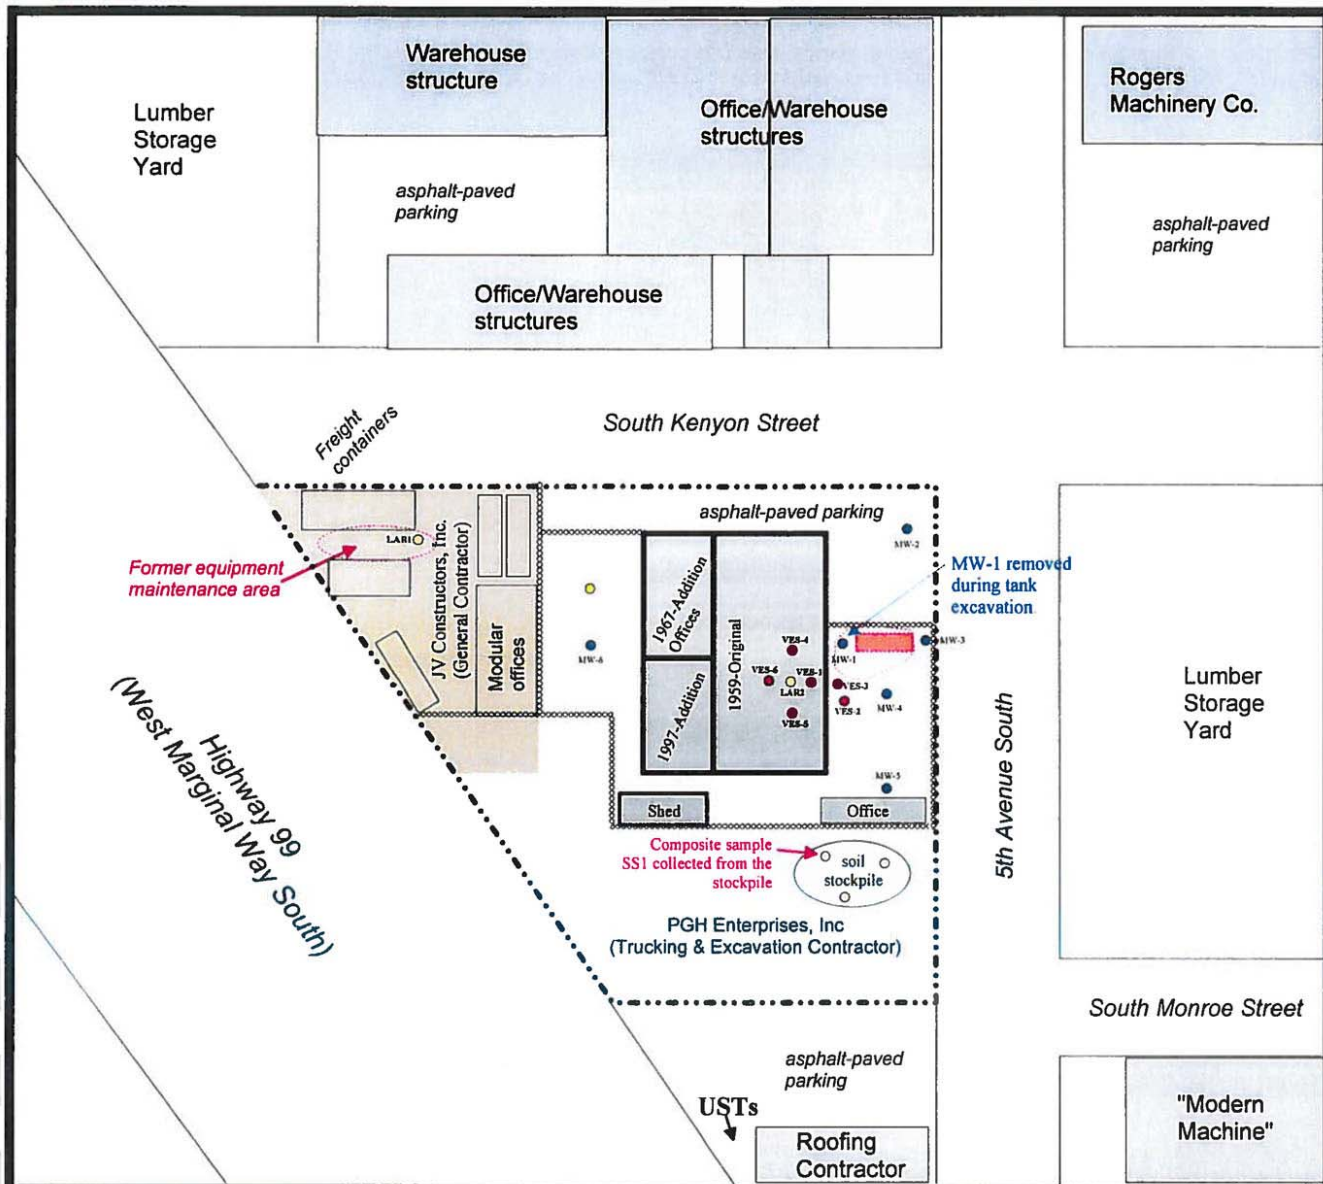 Warehouse
structure
Rogers
Machinery Co.
Lumber
Storage
Yard
Office/Warehouse
structures
asphalt-paved
parking
asphalt-paved
parking
Office/Warehouse
structures
South Kenyon Street
Freight
containers
asphalt-paved parking
LAR1
MW-2
Former equipment
maintenance area
JV Constructors, Inc.
(General Contractor)
Modular
offices
MW-6
1967-Addition
Offices
1997-Addition
1959-Original
VES-4
VES-6
VES-1
LAR2
VES-5
MW-1 removed
during tank
excavation
MW-1
MW-3
VES-3
VES-2
MW-4
MW-5
Lumber
Storage
Yard
5th Avenue South
Highway 99
(West Marginal Way South)
Shed
Office
Composite sample
SS1 collected from the
stockpile
soil
stockpile
PGH Enterprises, Inc
(Trucking & Excavation Contractor)
South Monroe Street
asphalt-paved
parking
USTs
Roofing
Contractor
"Modern
Machine"